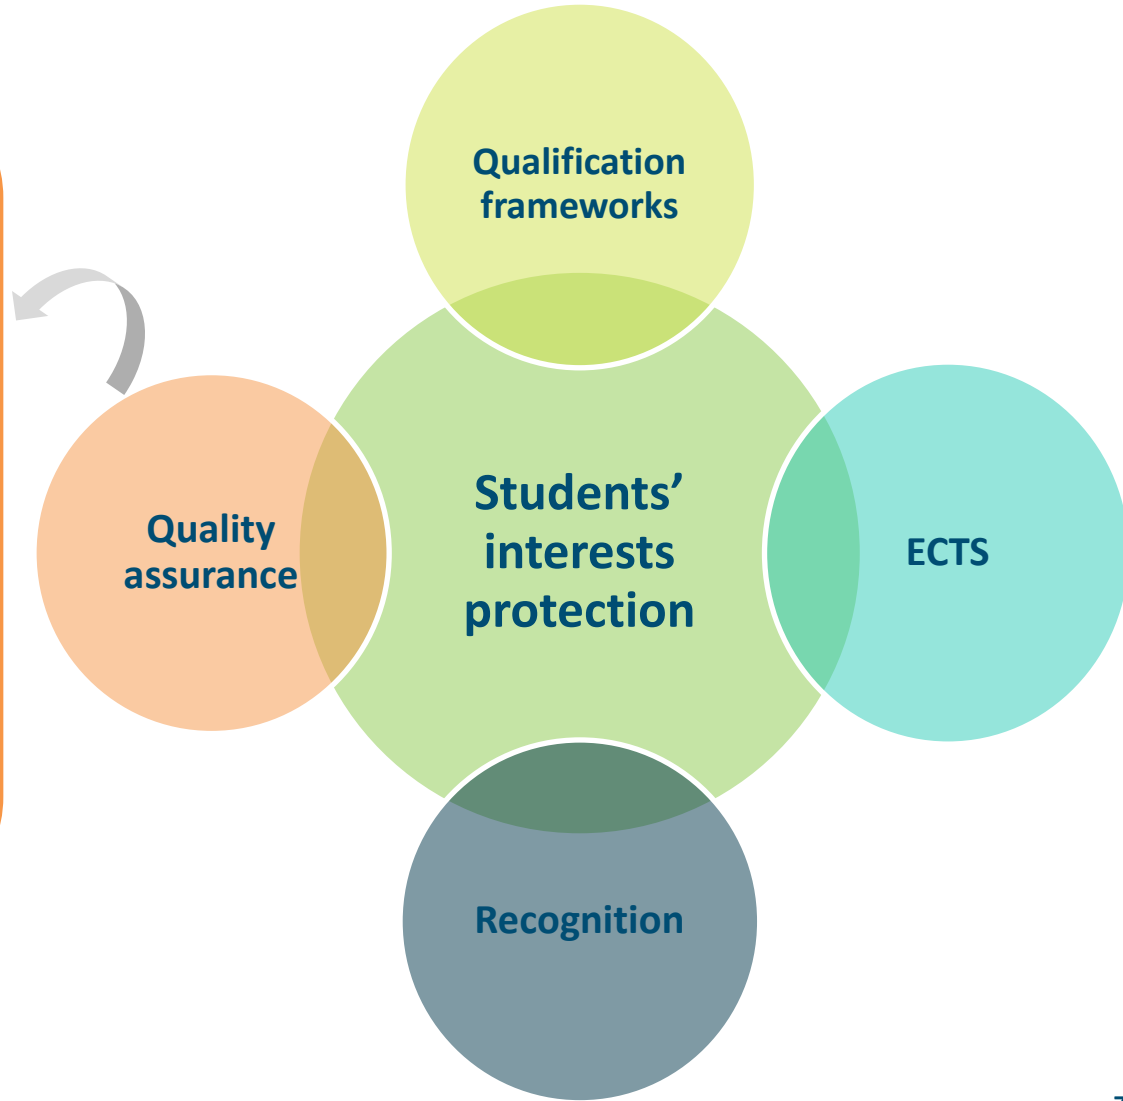 Qualification
frameworks
Quality
assurance
Students’
interests
protection
ECTS
Recognition